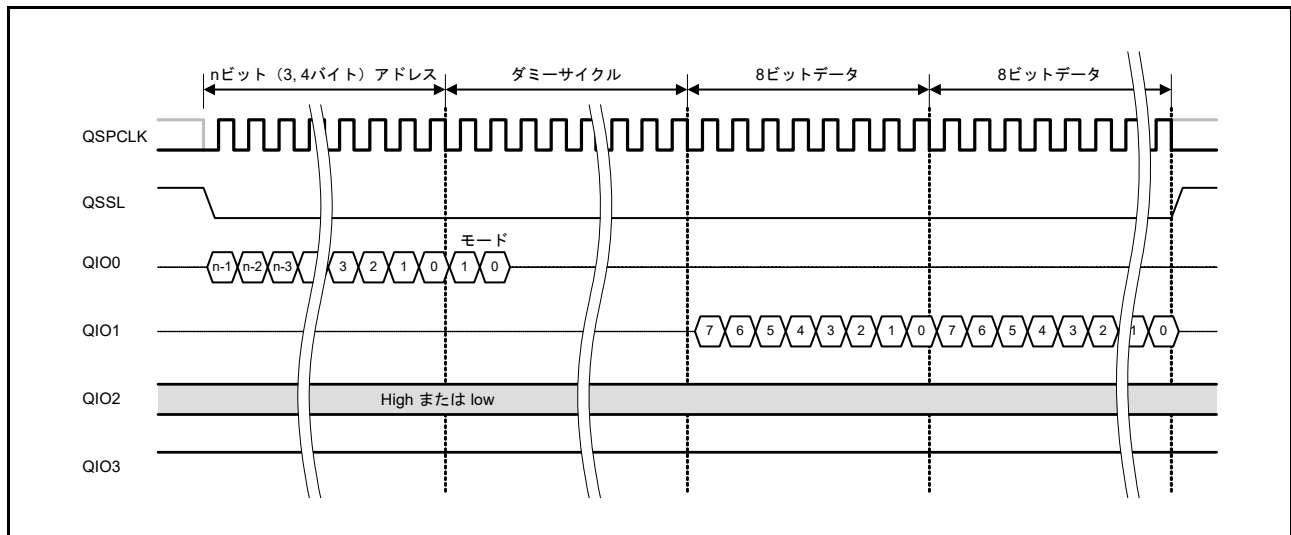 nビット（3, 4バイト）アドレス ダミーサイクル 8ビットデータ 8ビットデータ
QSPCLK
QSSL
モード
QIO0 n-1 n-2 n-3 3 2 1 0 1 0
QIO1 7 6 5 4 3 2 1 0 7 6 5 4 3 2 1 0
QIO2 High または low
QIO3